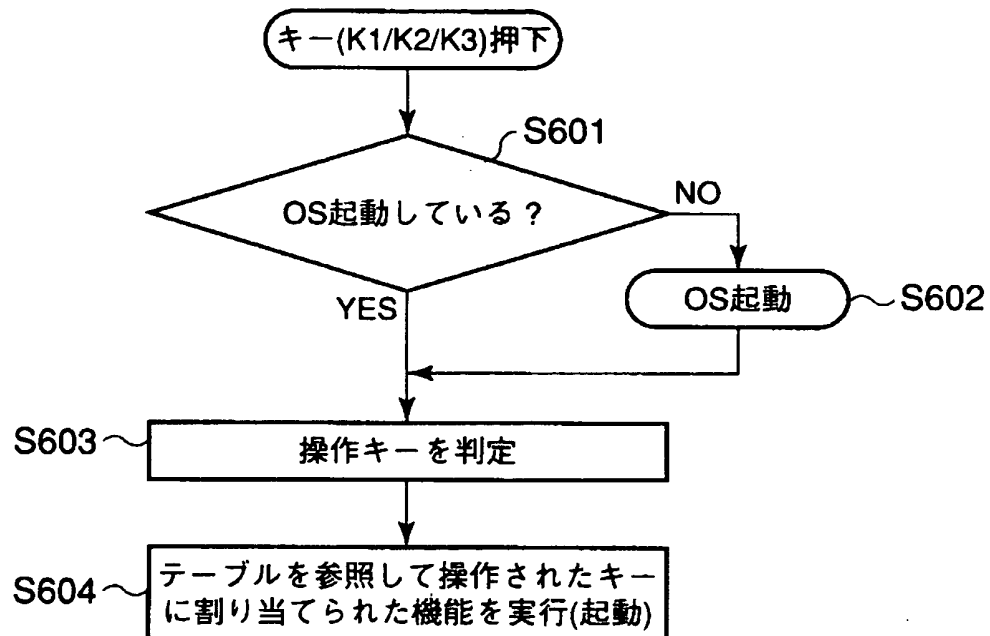 キー(K1/K2/K3)押下
S601
OS起動している？
NO
YES
OS起動
S602
S603
操作キーを判定
S604
テーブルを参照して操作されたキー
に割り当てられた機能を実行(起動)